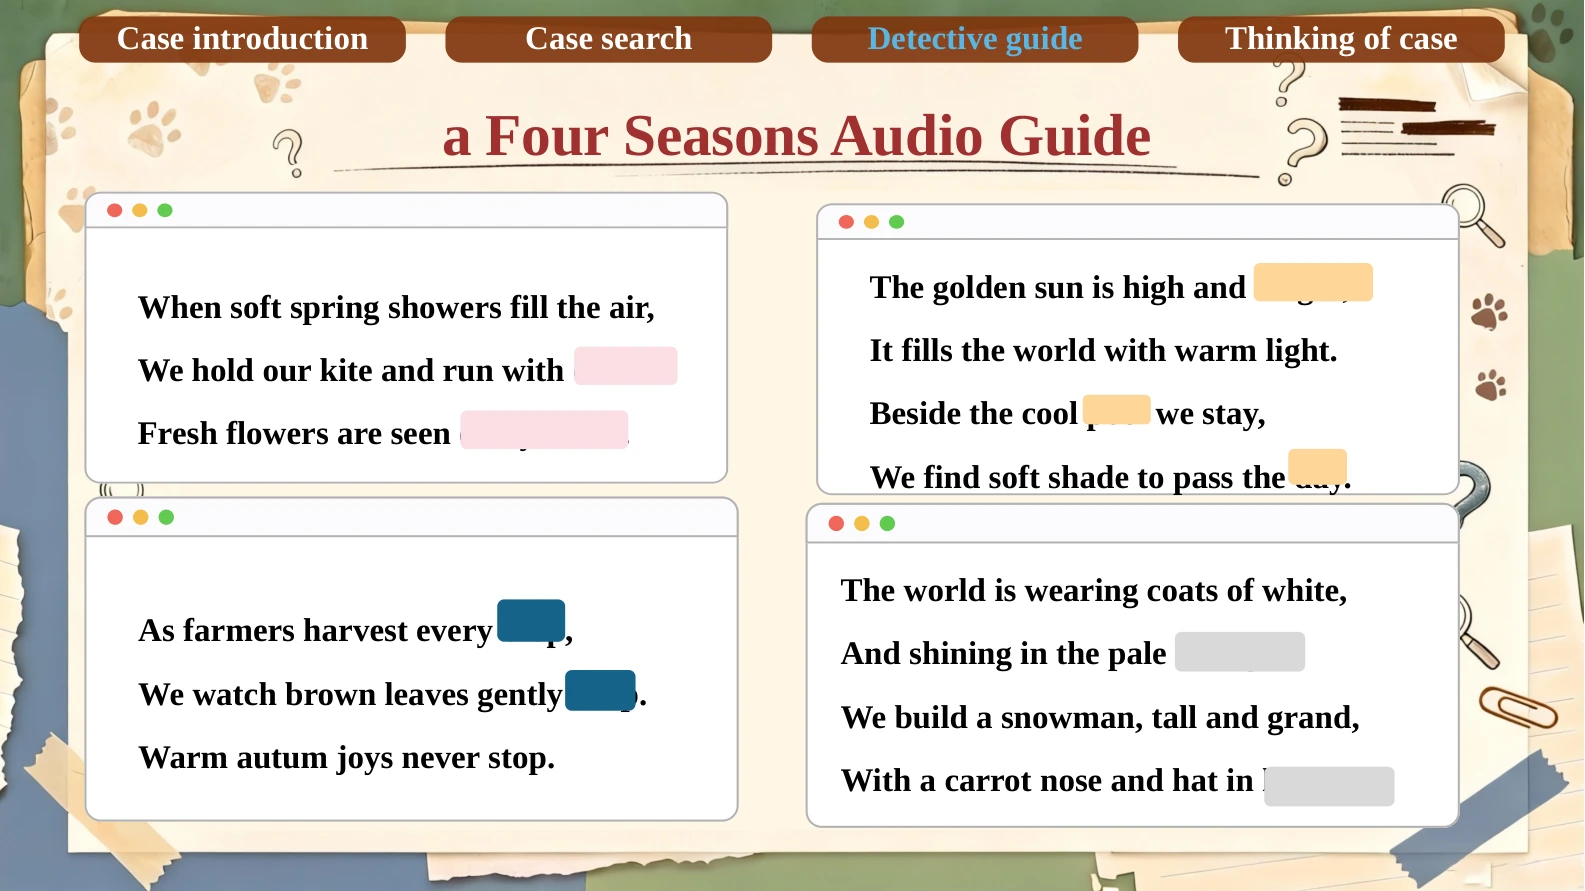 Case introduction
Case search
Detective guide
Thinking of case
a Four Seasons Audio Guide
When soft spring showers fill the air,
We hold our kite and run with
Fresh flowers are seen
The golden sun is high and
It fills the world with warm light.
Beside the cool we stay,
We find soft shade to pass the day.
As farmers harvest every
We watch brown leaves gently
Warm autum joys never stop.
The world is wearing coats of white,
And shining in the pale
We build a snowman, tall and grand,
With a carrot nose and hat in